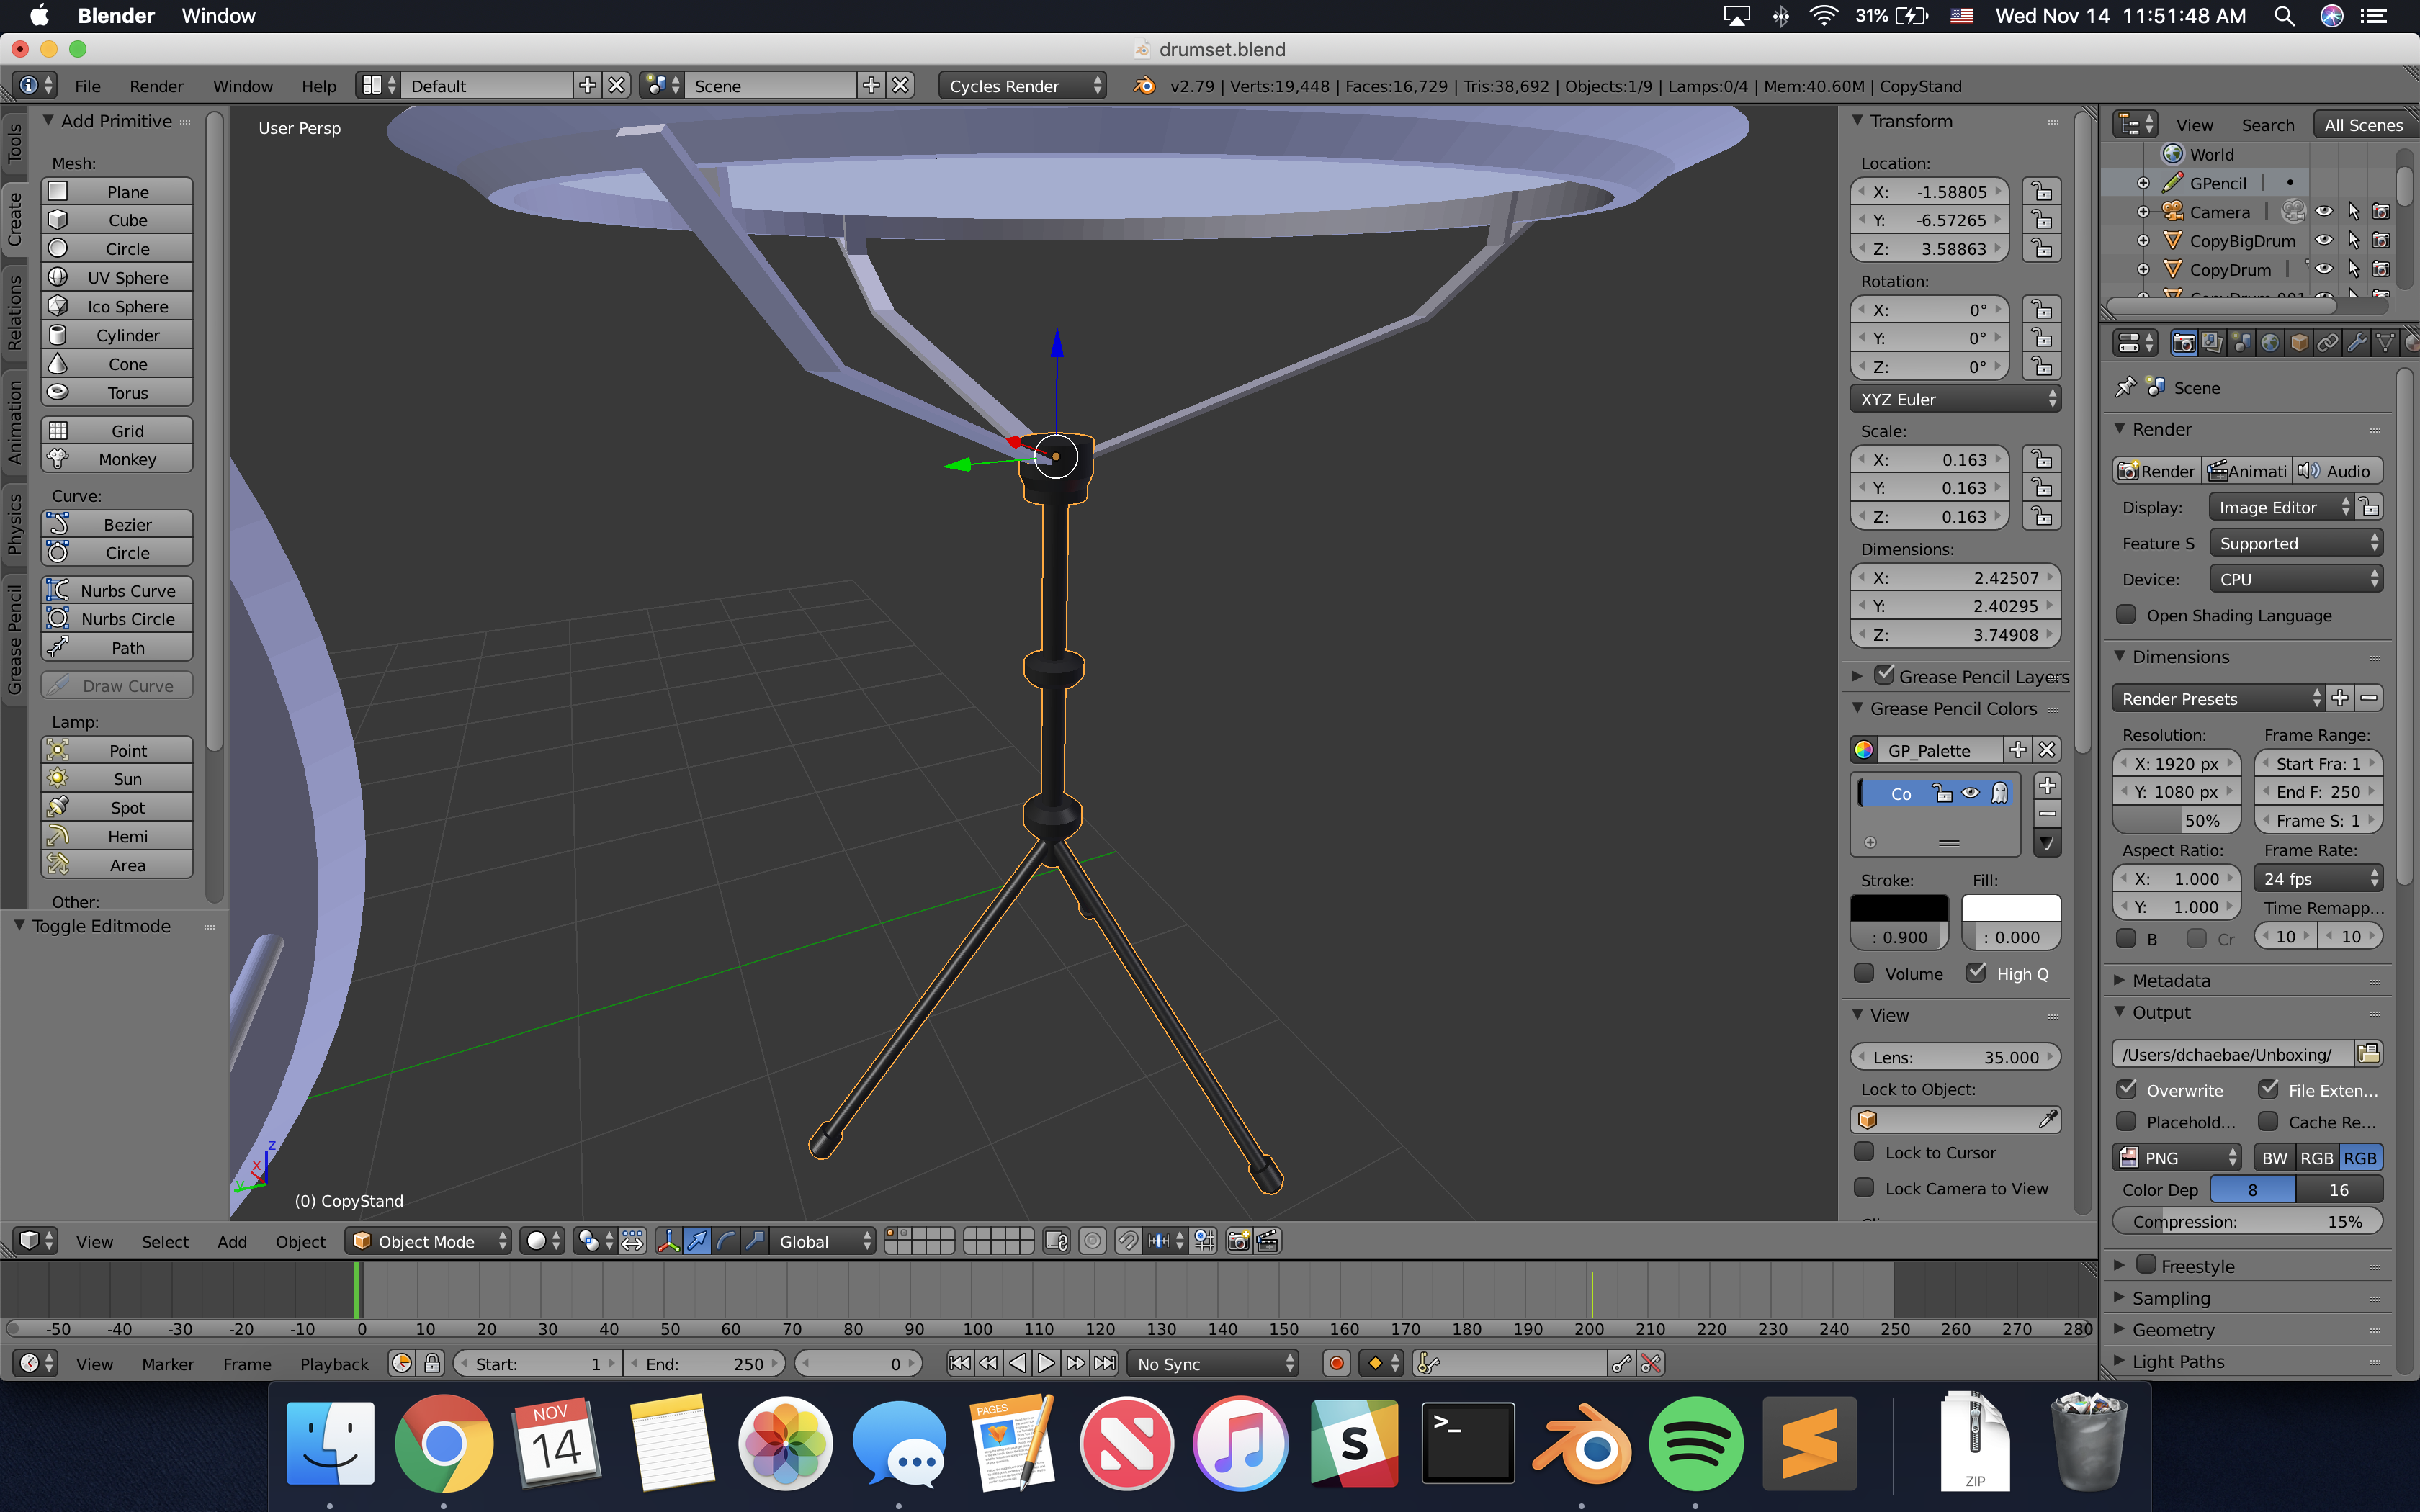 Blender Window 31% Wed Nov 14 11:51:48 AM
drumset.blend
File Render Window Help Default Scene Cycles Render v2.79 | Verts:19,448 | Faces:16,729 | Tris:38,692 | Objects:1/9 | Lamps:0/4 | Mem:40.60M | CopyStand
Tools
Create
Relations
Animation
Physics
Grease Pencil
Add Primitive
Mesh:
Plane
Cube
Circle
UV Sphere
Ico Sphere
Cylinder
Cone
Torus
Grid
Monkey
Curve:
Bezier
Circle
Nurbs Curve
Nurbs Circle
Path
Draw Curve
Lamp:
Point
Sun
Spot
Hemi
Area
Other:
Toggle Editmode
User Persp
z
x
y
(0) CopyStand
Transform
Location:
X: -1.58805
Y: -6.57265
Z: 3.58863
Rotation:
X: 0°
Y: 0°
Z: 0°
XYZ Euler
Scale:
X: 0.163
Y: 0.163
Z: 0.163
Dimensions:
X: 2.42507
Y: 2.40295
Z: 3.74908
Grease Pencil Layers
Grease Pencil Colors
GP_Palette
Co
Stroke: Fill:
: 0.900 : 0.000
Volume High Q
View
Lens: 35.000
Lock to Object:
Lock to Cursor
Lock Camera to View
View Search All Scenes
World
GPencil
Camera
CopyBigDrum
CopyDrum
Scene
Render
Render Animati Audio
Display: Image Editor
Feature S Supported
Device: CPU
Open Shading Language
Dimensions
Render Presets
Resolution: Frame Range:
X: 1920 px Start Fra: 1
Y: 1080 px End F: 250
50% Frame S: 1
Aspect Ratio: Frame Rate:
X: 1.000 24 fps
Y: 1.000 Time Remapp...
B Cr 10 10
Metadata
Output
/Users/dchaebae/Unboxing/
Overwrite File Exten...
Placehold... Cache Re...
PNG BW RGB RGB
Color Dep 8 16
Compression: 15%
Freestyle
Sampling
Geometry
Light Paths
View Select Add Object Object Mode Global
-50 -40 -30 -20 -10 0 10 20 30 40 50 60 70 80 90 100 110 120 130 140 150 160 170 180 190 200 210 220 230 240 250 260 270 280
View Marker Frame Playback Start: 1 End: 250 0 No Sync
NOV
14
PAGES
S
>_
ZIP